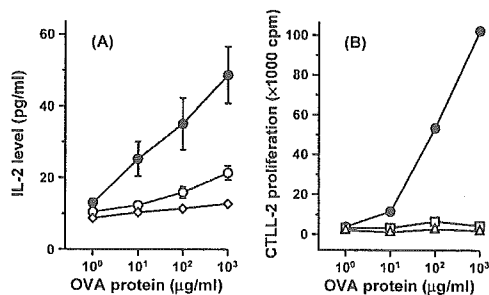 (A)
IL-2 level (pg/ml)
60
40
20
0
10⁰ 10¹ 10² 10³
OVA protein (µg/ml)
(B)
CTLL-2 proliferation (×1000 cpm)
100
80
60
40
20
0
10⁰ 10¹ 10² 10³
OVA protein (µg/ml)